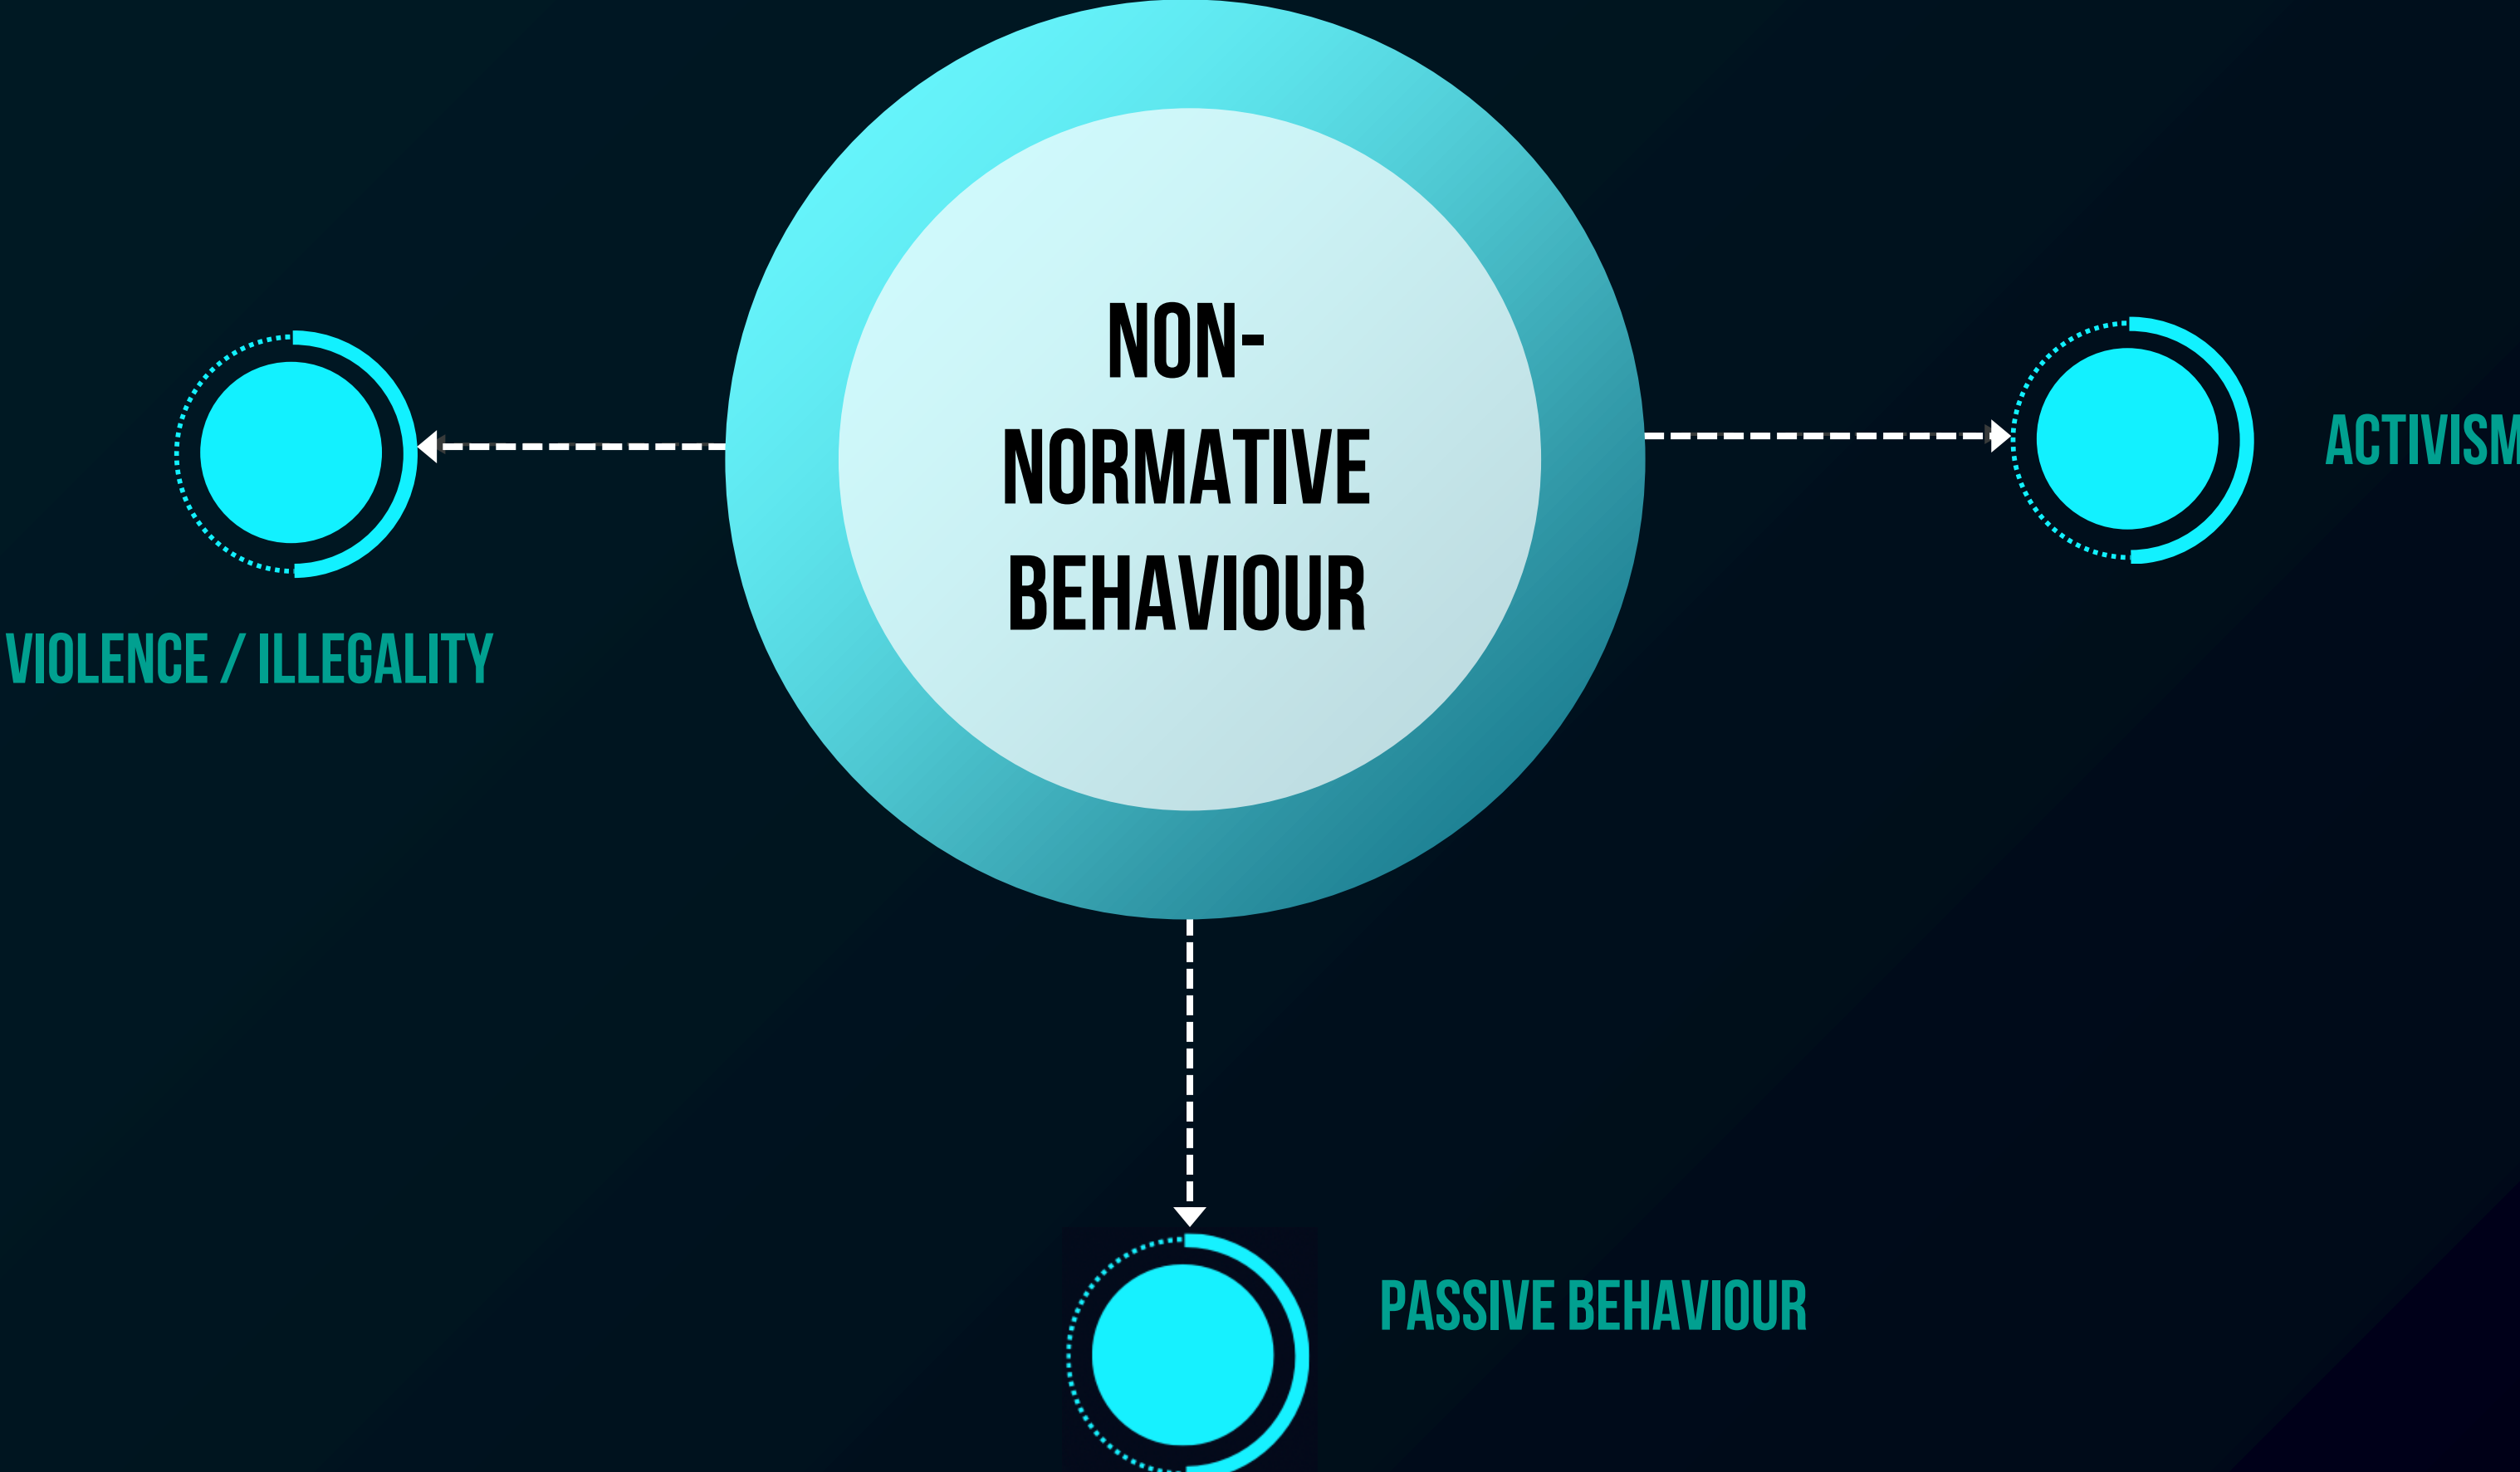 NON-
NORMATIVE
BEHAVIOUR
VIOLENCE / ILLEGALITY
ACTIVISM
PASSIVE BEHAVIOUR